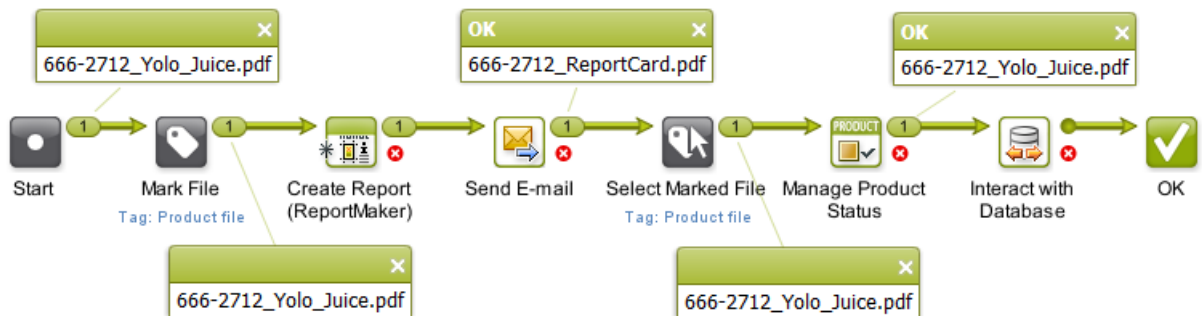 666-2712_Yolo_Juice.pdf
OK
666-2712_ReportCard.pdf
OK
666-2712_Yolo_Juice.pdf
1
1
1
1
1
PRODUCT
1
Start
Mark File
Tag: Product file
Create Report
(ReportMaker)
Send E-mail
Select Marked File
Tag: Product file
Manage Product
Status
Interact with
Database
OK
666-2712_Yolo_Juice.pdf
666-2712_Yolo_Juice.pdf